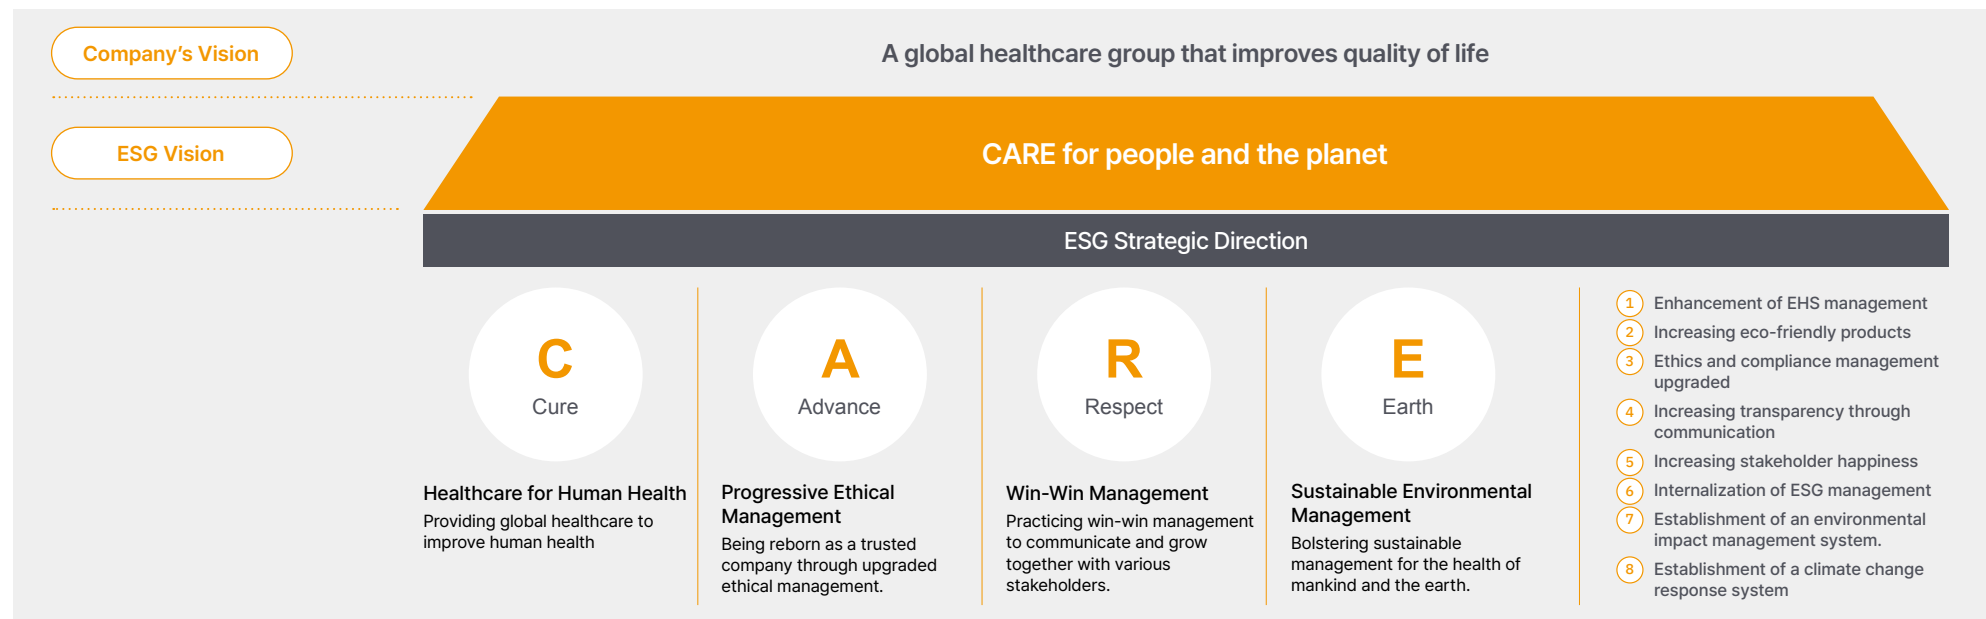 Company's Vision
A global healthcare group that improves quality of life
ESG Vision
CARE for people and the planet
ESG Strategic Direction
C
Cure
Healthcare for Human Health
Providing global healthcare to
improve human health
A
Advance
Progressive Ethical
Management
Being reborn as a trusted
company through upgraded
ethical management.
R
Respect
Win-Win Management
Practicing win-win management
to communicate and grow
together with various
stakeholders.
E
Earth
Sustainable Environmental
Management
Bolstering sustainable
management for the health of
mankind and the earth.
1 Enhancement of EHS management
2 Increasing eco-friendly products
3 Ethics and compliance management
upgraded
4 Increasing transparency through
communication
5 Increasing stakeholder happiness
6 Internalization of ESG management
7 Establishment of an environmental
impact management system.
8 Establishment of a climate change
response system